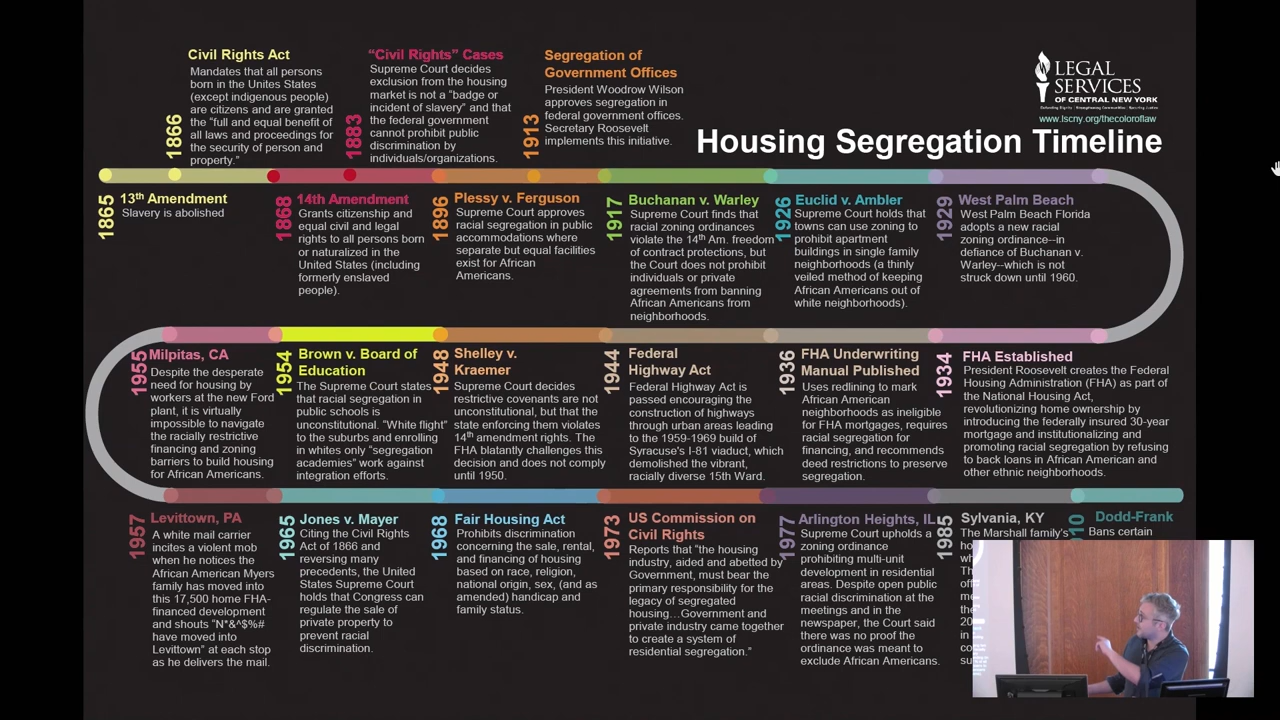 Civil Rights Act
Mandates that all persons
born in the Unites States
(except indigenous people)
are citizens and are granted
the "full and equal benefit of
all laws and proceedings for
the security of person and
property."
1866
"Civil Rights" Cases
Supreme Court decides
exclusion from the housing
market is not a "badge or
incident of slavery" and that
the federal government
cannot prohibit public
discrimination by
individuals/organizations.
1883
Segregation of
Government Offices
President Woodrow Wilson
approves segregation in
federal government offices.
Secretary Roosevelt
implements this initiative.
1913
LEGAL
SERVICES
OF CENTRAL NEW YORK
www.lscny.org/thecoloroflaw
Housing Segregation Timeline
1865
13th Amendment
Slavery is abolished
1868
14th Amendment
Grants citizenship and
equal civil and legal
rights to all persons born
or naturalized in the
United States (including
formerly enslaved
people).
1896
Plessy v. Ferguson
Supreme Court approves
racial segregation in public
accommodations where
separate but equal facilities
exist for African
Americans.
1917
Buchanan v. Warley
Supreme Court finds that
racial zoning ordinances
violate the 14th Am. freedom
of contract protections, but
the Court does not prohibit
individuals or private
agreements from banning
African Americans from
neighborhoods.
1926
Euclid v. Ambler
Supreme Court holds that
towns can use zoning to
prohibit apartment
buildings in single family
neighborhoods (a thinly
veiled method of keeping
African Americans out of
white neighborhoods).
1929
West Palm Beach
West Palm Beach Florida
adopts a new racial
zoning ordinance--in
defiance of Buchanan v.
Warley--which is not
struck down until 1960.
1955
Milpitas, CA
Despite the desperate
need for housing by
workers at the new Ford
plant, it is virtually
impossible to navigate
the racially restrictive
financing and zoning
barriers to build housing
for African Americans.
1954
Brown v. Board of
Education
The Supreme Court states
that racial segregation in
public schools is
unconstitutional. "White flight"
to the suburbs and enrolling
in whites only "segregation
academies" work against
integration efforts.
1948
Shelley v.
Kraemer
Supreme Court decides
restrictive covenants are not
unconstitutional, but that the
state enforcing them violates
14th amendment rights. The
FHA blatantly challenges this
decision and does not comply
until 1950.
1944
Federal
Highway Act
Federal Highway Act is
passed encouraging the
construction of highways
through urban areas leading
to the 1959-1969 build of
Syracuse's I-81 viaduct, which
demolished the vibrant,
racially diverse 15th Ward.
1936
FHA Underwriting
Manual Published
Uses redlining to mark
African American
neighborhoods as ineligible
for FHA mortgages, requires
racial segregation for
financing, and recommends
deed restrictions to preserve
segregation.
1934
FHA Established
President Roosevelt creates the Federal
Housing Administration (FHA) as part of
the National Housing Act,
revolutionizing home ownership by
introducing the federally insured 30-year
mortgage and institutionalizing and
promoting racial segregation by refusing
to back loans in African American and
other ethnic neighborhoods.
1957
Levittown, PA
A white mail carrier
incites a violent mob
when he notices the
African American Myers
family has moved into
this 17,500 home FHA-
financed development
and shouts "N*&^$%#
have moved into
Levittown" at each stop
as he delivers the mail.
1965
Jones v. Mayer
Citing the Civil Rights
Act of 1866 and
reversing many
precedents, the United
States Supreme Court
holds that Congress can
regulate the sale of
private property to
prevent racial
discrimination.
1968
Fair Housing Act
Prohibits discrimination
concerning the sale, rental,
and financing of housing
based on race, religion,
national origin, sex, (and as
amended) handicap and
family status.
1973
US Commission on
Civil Rights
Reports that "the housing
industry, aided and abetted by
Government, must bear the
primary responsibility for the
legacy of segregated
housing...Government and
private industry came together
to create a system of
residential segregation."
1977
Arlington Heights, IL
Supreme Court upholds a
zoning ordinance
prohibiting multi-unit
development in residential
areas. Despite open public
racial discrimination at the
meetings and in the
newspaper, the Court said
there was no proof the
ordinance was meant to
exclude African Americans.
1985
Sylvania, KY
The Marshall family's
Dodd-Frank
Bans certain